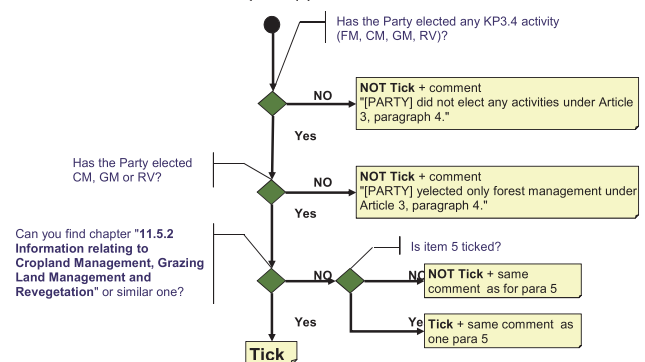 Has the Party elected any KP3.4 activity
(FM, CM, GM, RV)?
NO
NOT Tick + comment
"[PARTY] did not elect any activities under Article
3, paragraph 4."
Yes
Has the Party elected
CM, GM or RV?
NO
NOT Tick + comment
"[PARTY] yelected only forest management under
Article 3, paragraph 4."
Yes
Can you find chapter "11.5.2
Information relating to
Cropland Management, Grazing
Land Management and
Revegetation" or similar one?
Is item 5 ticked?
NO
NO
NOT Tick + same
comment as for para 5
Yes
Ye
Tick + same comment as
one para 5
Tick